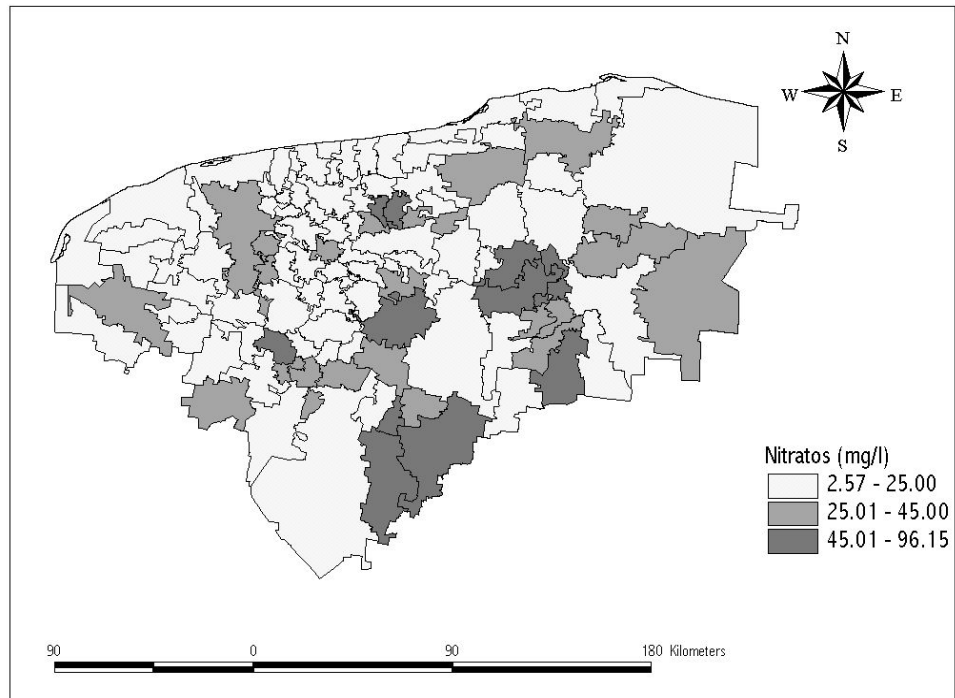 N
W E
S
Nitratos (mg/l)
2.57 - 25.00
25.01 - 45.00
45.01 - 96.15
90 0 90 180 Kilometers